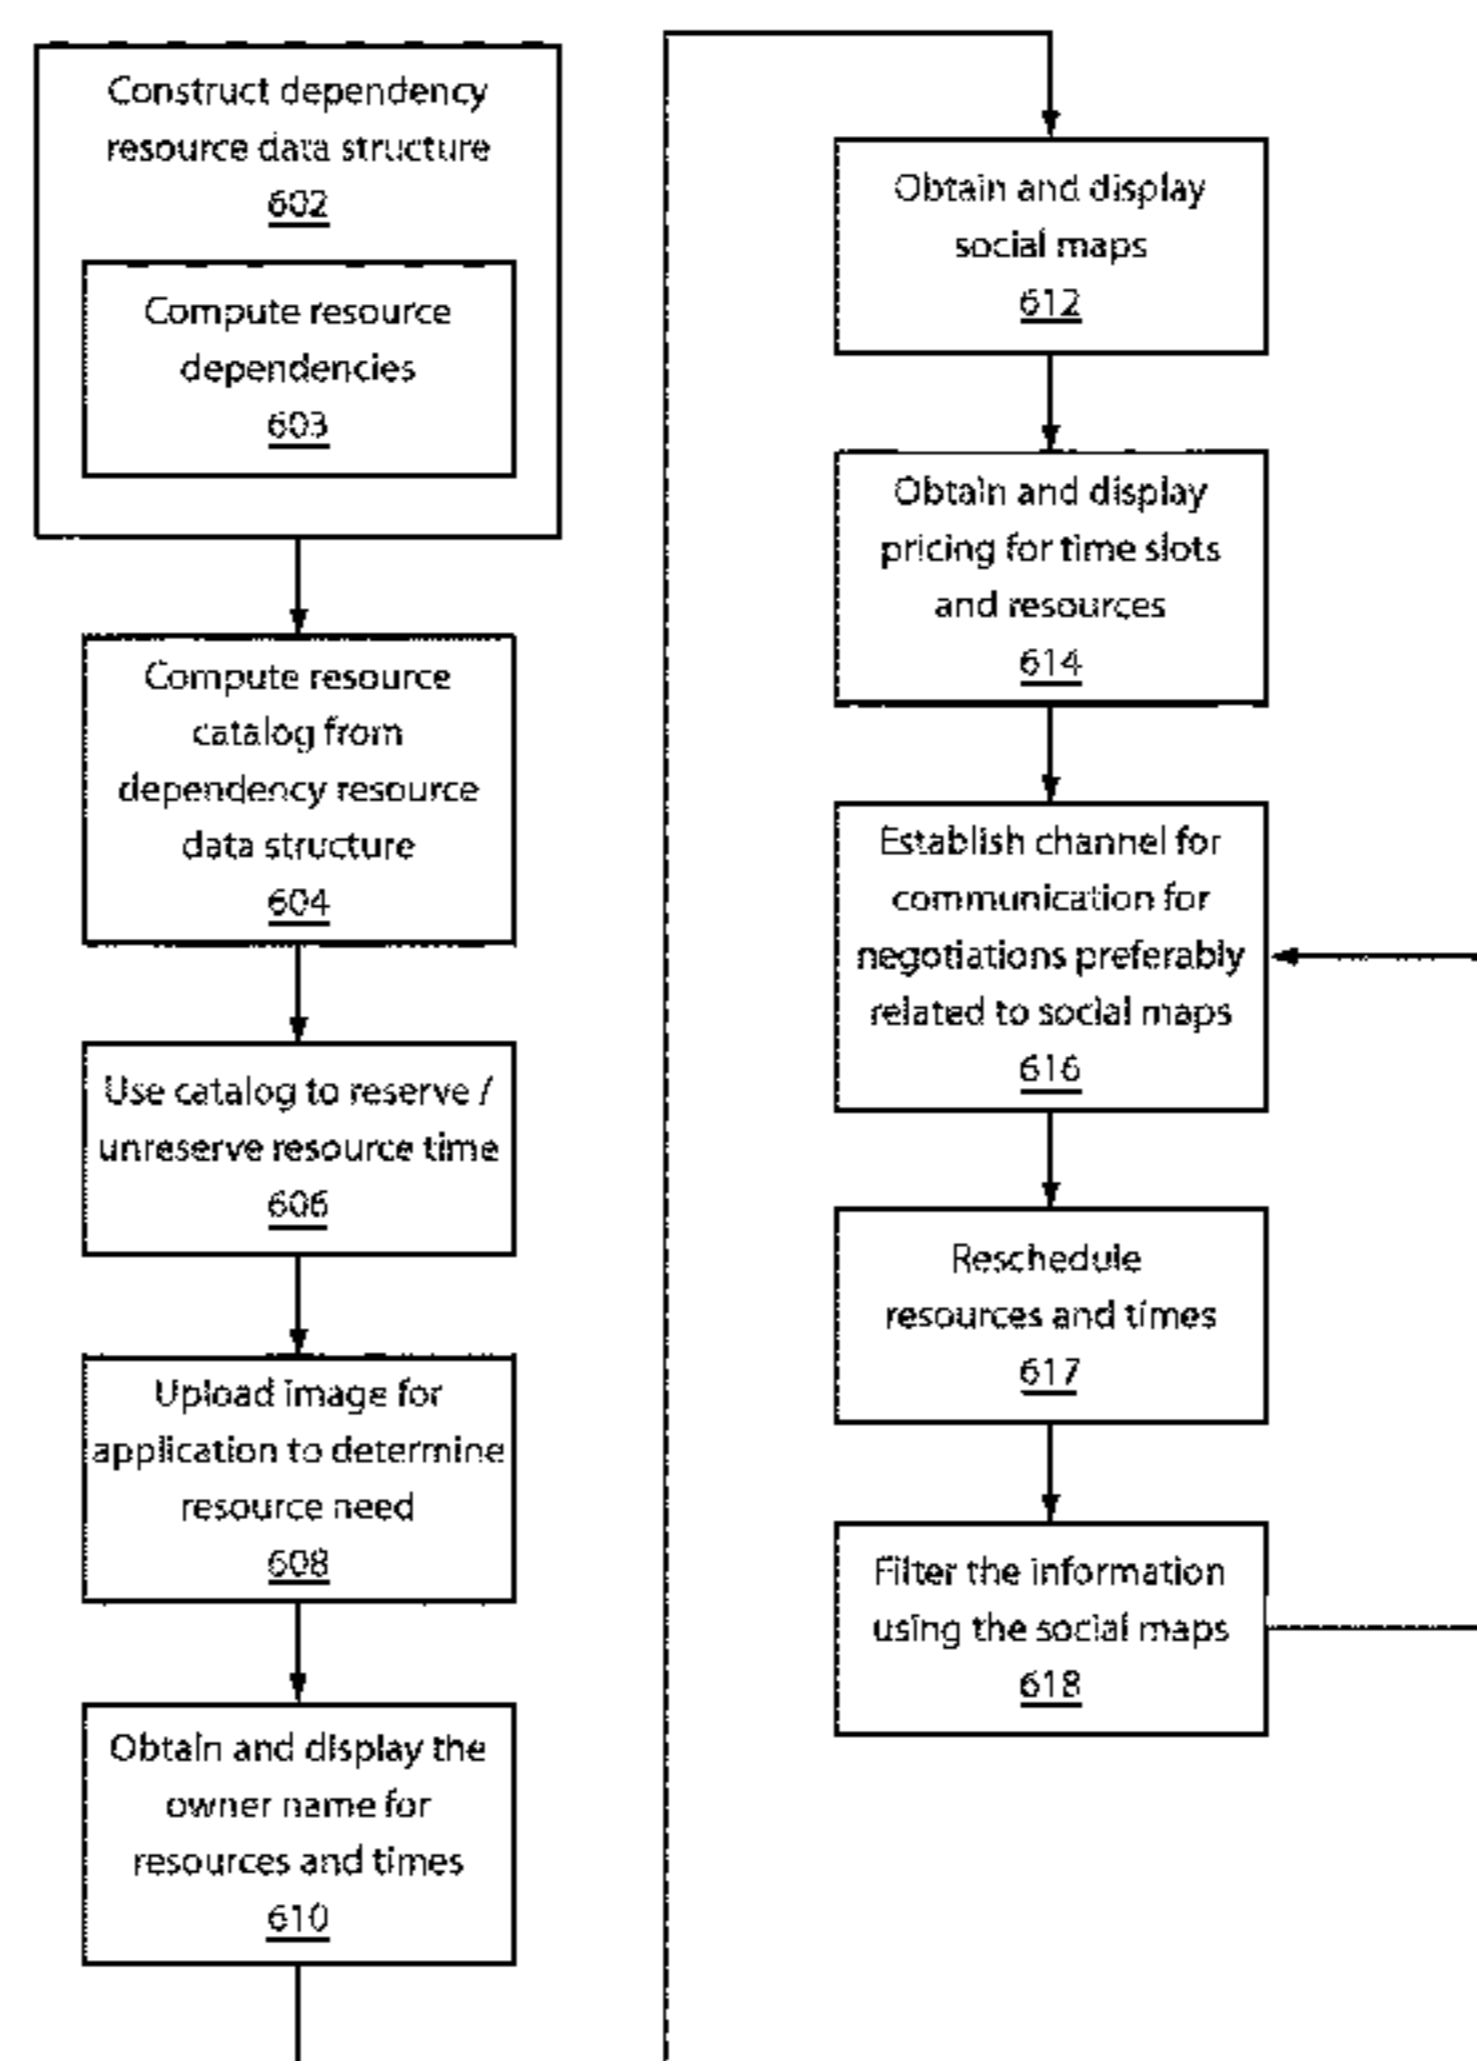 Construct dependency
resource data structure
602
Compute resource
dependencies
603
Compute resource
catalog from
dependency resource
data structure
604
Use catalog to reserve /
unreserve resource time
606
Upload image for
application to determine
resource need
608
Obtain and display the
owner name for
resources and times
610
Obtain and display
social maps
612
Obtain and display
pricing for time slots
and resources
614
Establish channel for
communication for
negotiations preferably
related to social maps
616
Reschedule
resources and times
617
Filter the information
using the social maps
618